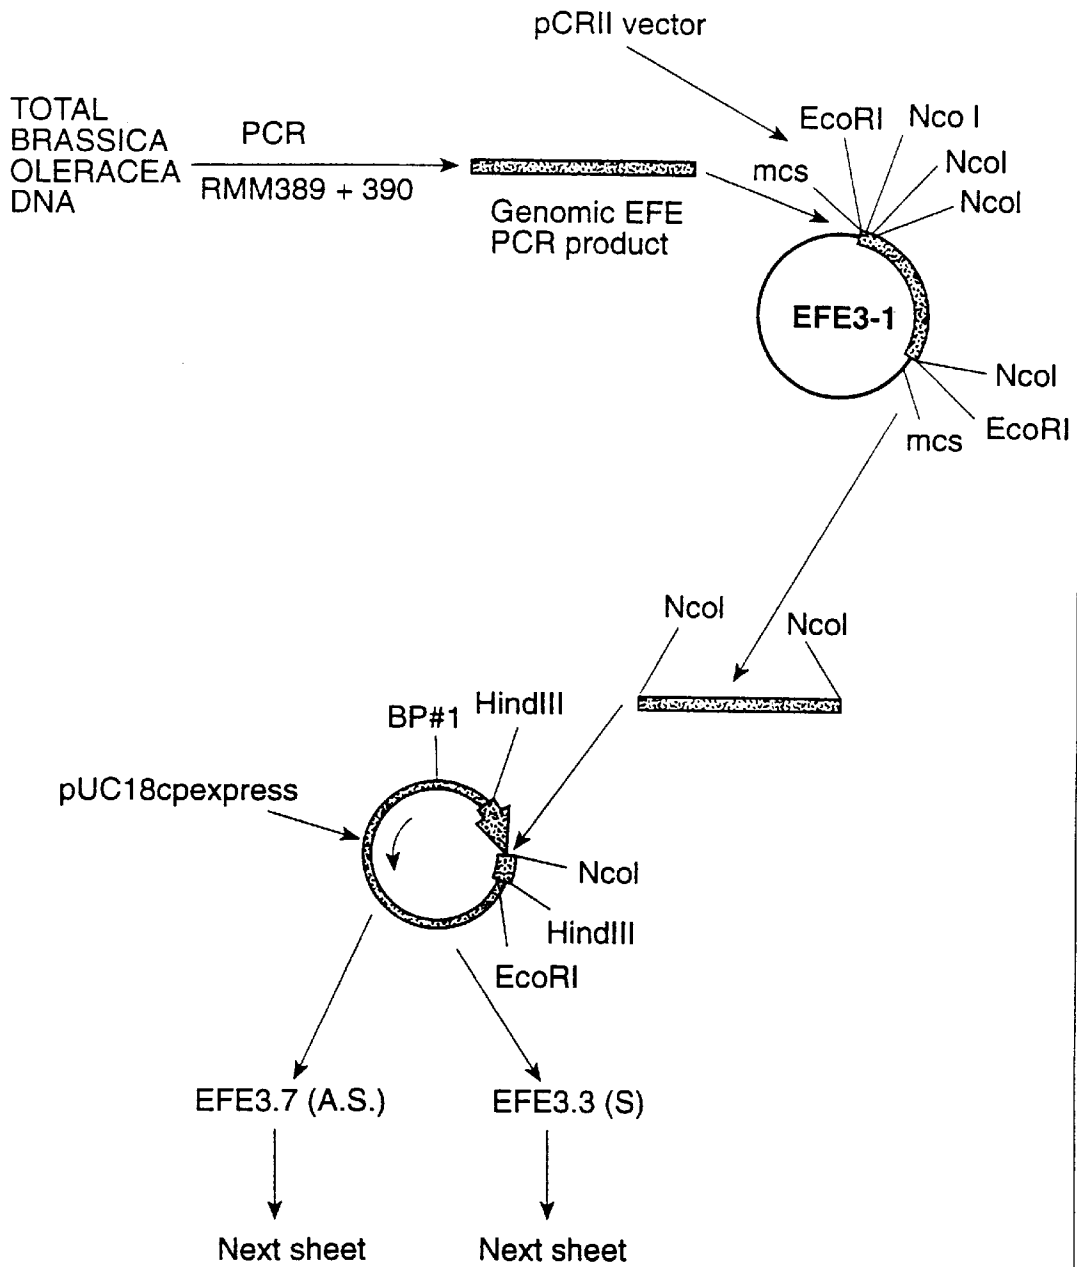 pCRII vector
TOTAL
BRASSICA
OLERACEA
DNA
PCR
RMM389 + 390
Genomic EFE
PCR product
EcoRI
Nco I
mcs
NcoI
NcoI
EFE3-1
NcoI
EcoRI
mcs
NcoI
NcoI
BP#1
HindIII
pUC18cpexpress
NcoI
HindIII
EcoRI
EFE3.7 (A.S.)
EFE3.3 (S)
Next sheet
Next sheet